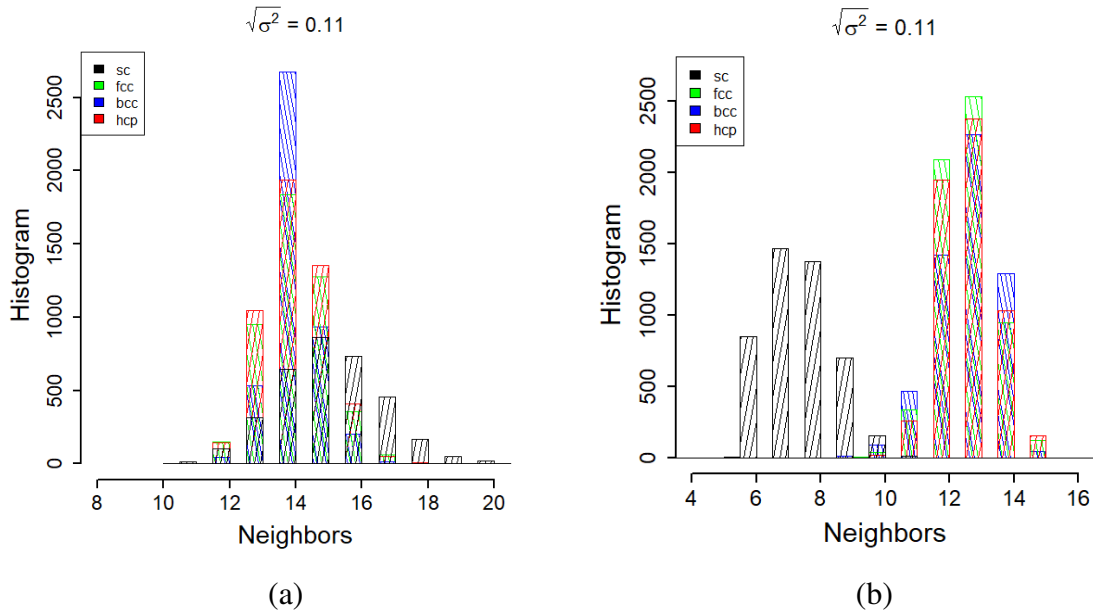 √σ² = 0.11
sc
fcc
bcc
hcp
Histogram
0 500 1000 1500 2000 2500
8 10 12 14 16 18 20
Neighbors
(a)
√σ² = 0.11
sc
fcc
bcc
hcp
Histogram
0 500 1000 1500 2000 2500
4 6 8 10 12 14 16
Neighbors
(b)